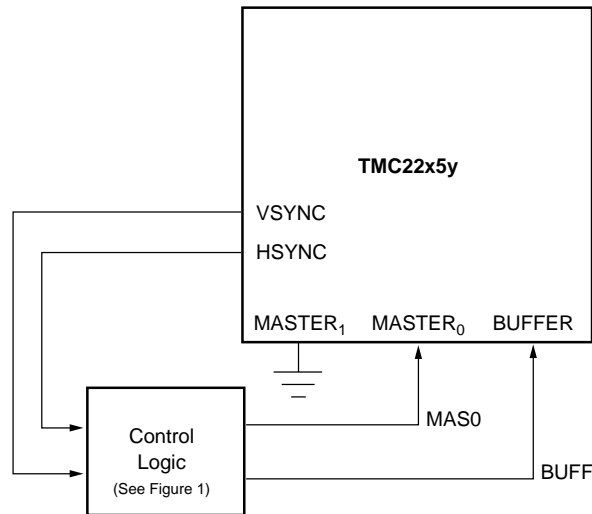 TMC22x5y
VSYNC
HSYNC
MASTER₁ MASTER₀ BUFFER
MAS0
Control
Logic
(See Figure 1)
BUFF